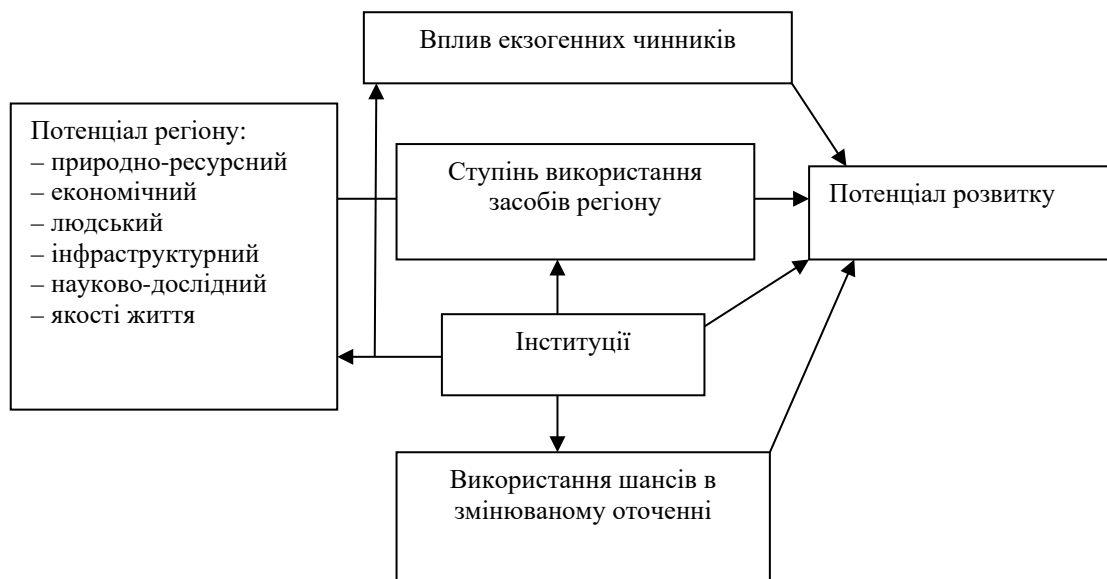 Вплив екзогенних чинників
Потенціал регіону:
– природно-ресурсний
– економічний
– людський
– інфраструктурний
– науково-дослідний
– якості життя
Ступінь використання
засобів регіону
Потенціал розвитку
Інституції
Використання шансів в
змінюваному оточенні